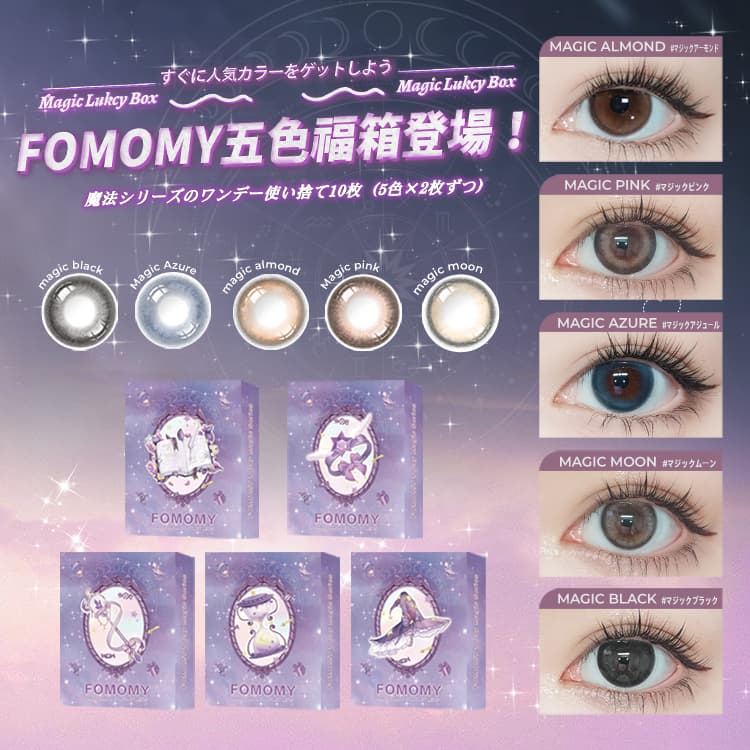 すぐに人気カラーをゲットしよう
Magic Lukcy Box
Magic Lukcy Box
FOMOMY五色福箱登場！
魔法シリーズのワンデー使い捨て10枚（5色×2枚ずつ）
magic black
Magic Azure
magic almond
Magic pink
magic moon
FOMOMY
FOMOMY
FOMOMY
FOMOMY
FOMOMY
MAGIC ALMOND #マジックアーモンド
MAGIC PINK #マジックピンク
MAGIC AZURE #マジックアジュール
MAGIC MOON #マジックムーン
MAGIC BLACK #マジックブラック